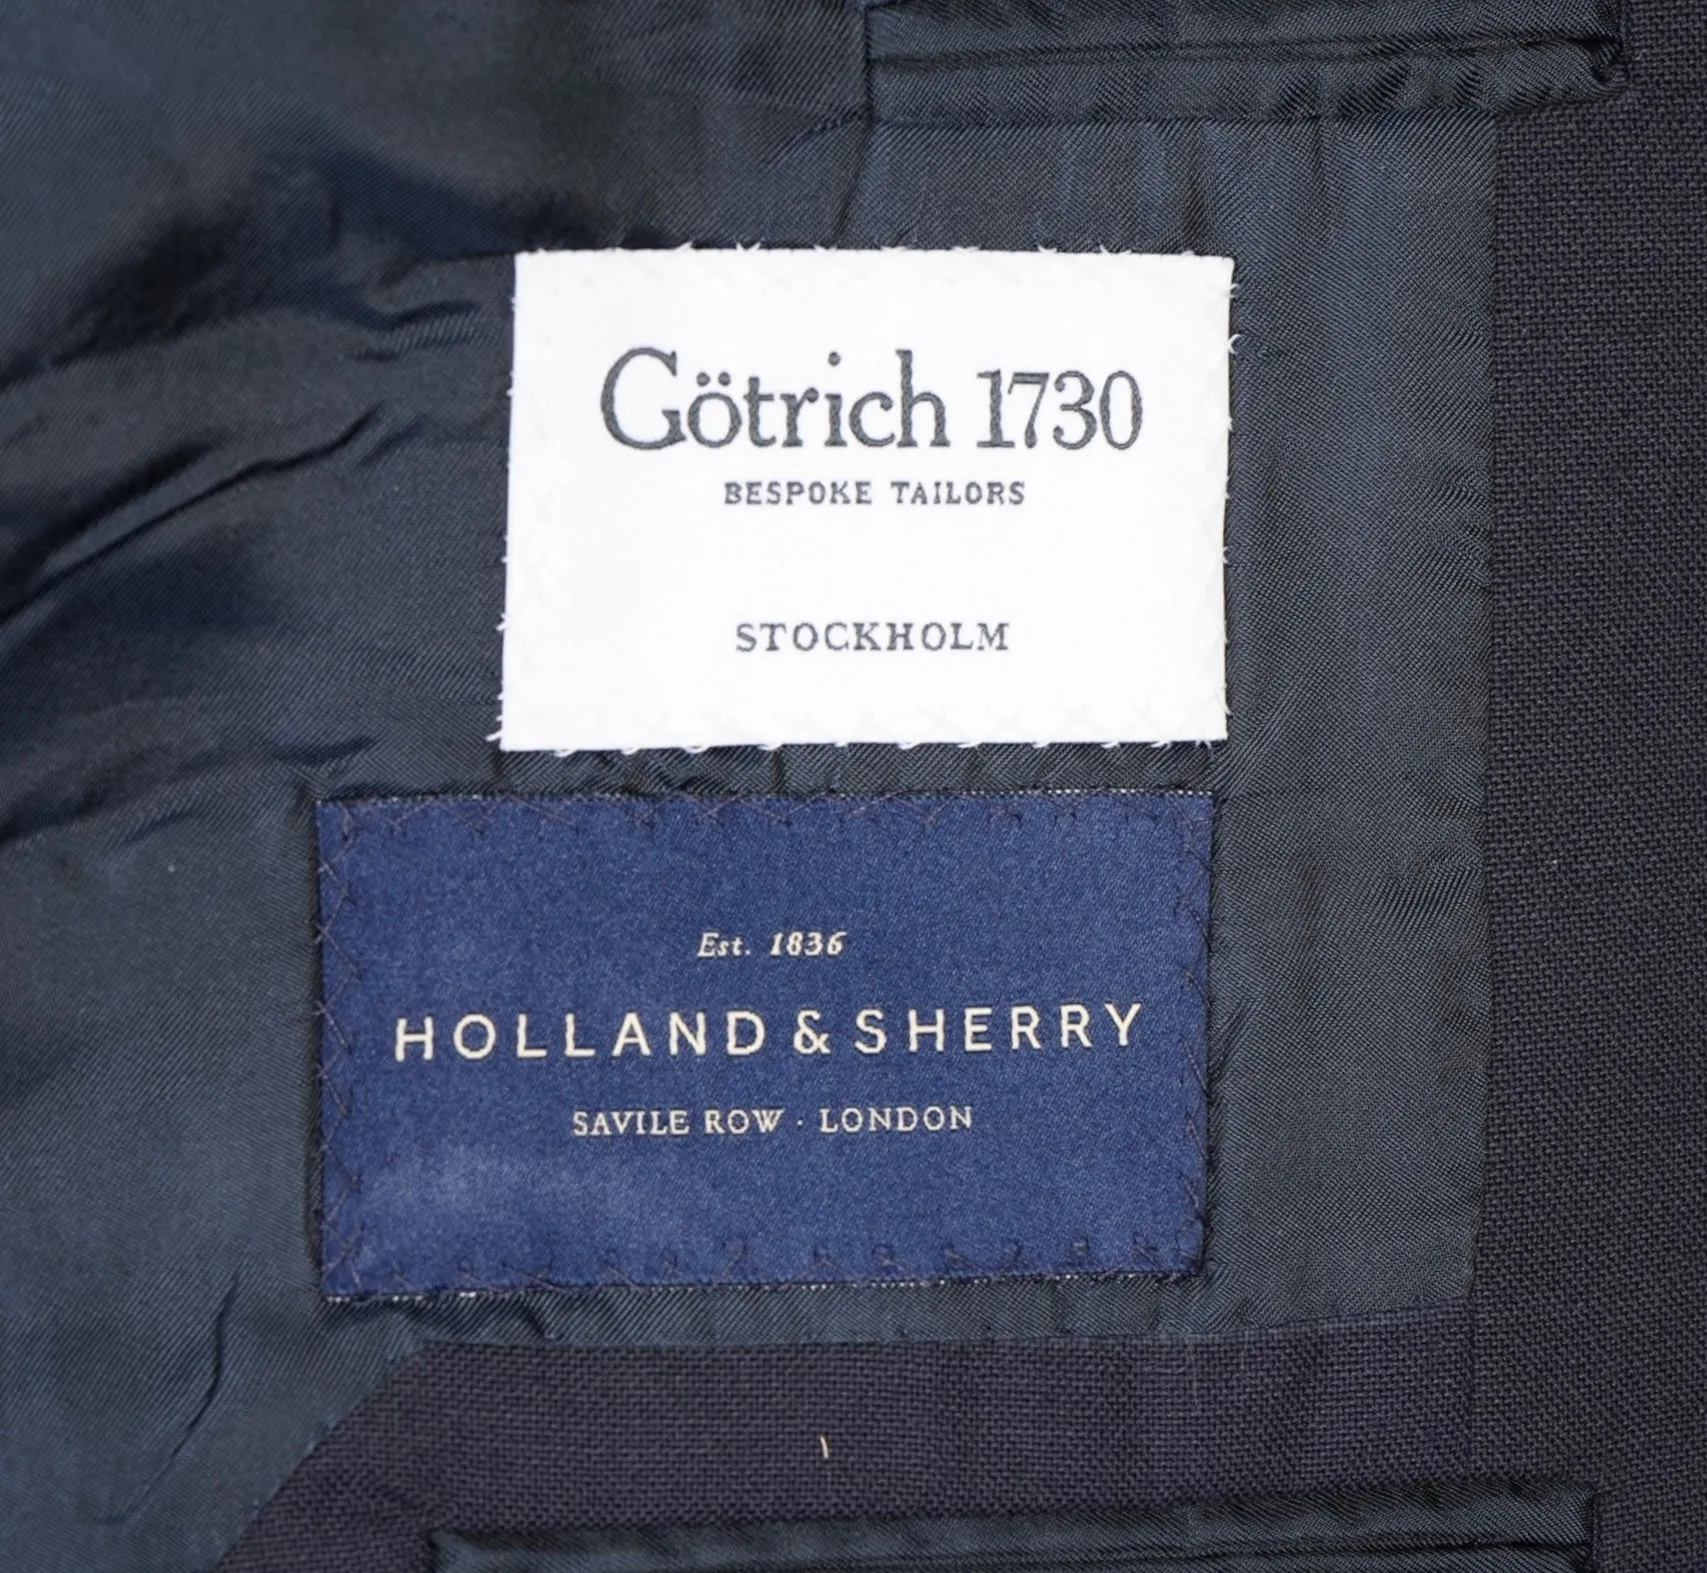 Götrich 1730
BESPOKE TAILORS
STOCKHOLM
Est. 1836
HOLLAND & SHERRY
SAVILE ROW · LONDON